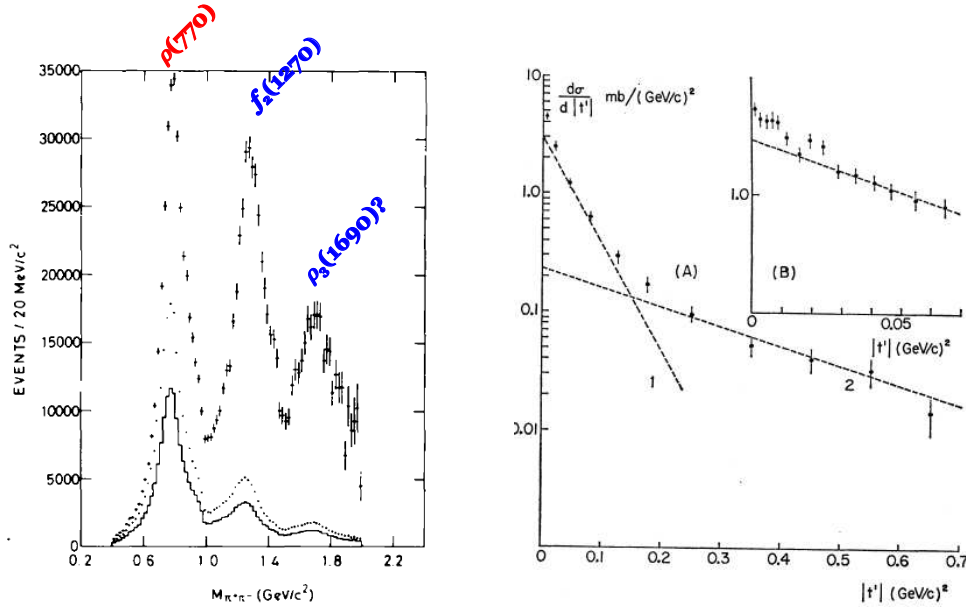 ρ(770)
f₂(1270)
ρ₃(1690)?
35000
30000
25000
20000
15000
10000
5000
0
EVENTS / 20 MeV/c²
0 2
0.6
1.0
1.4
1.8
2.2
M π⁺π⁻ (GeV/c²)
10
1.0
0.1
0.01
dσ
d |t'|
mb/(GeV/c)²
(A)
1
2
0
0.1
0.2
0.3
0.4
0.5
0.6
0.7
|t'| (GeV/c)²
1.0
(B)
0
0.05
|t'| (GeV/c)²